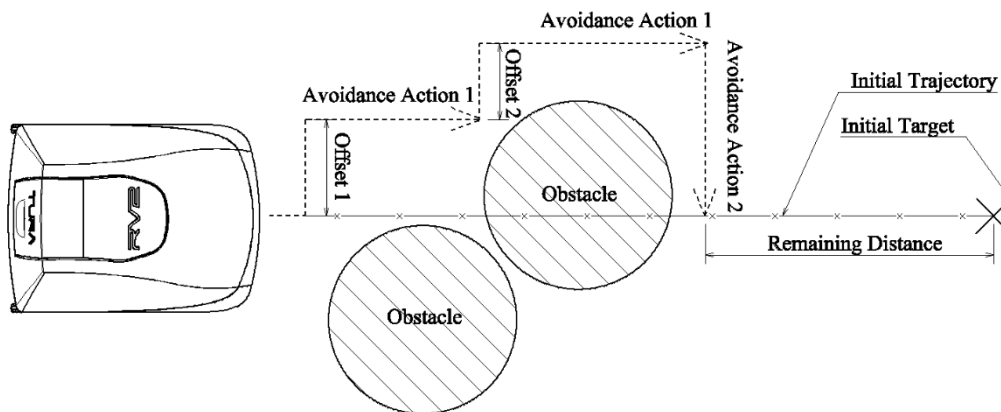 Avoidance Action 1
Avoidance Action 1
Offset 2
Avoidance Action 2
Offset 1
Initial Trajectory
Initial Target
Obstacle
TURA
Remaining Distance
Obstacle